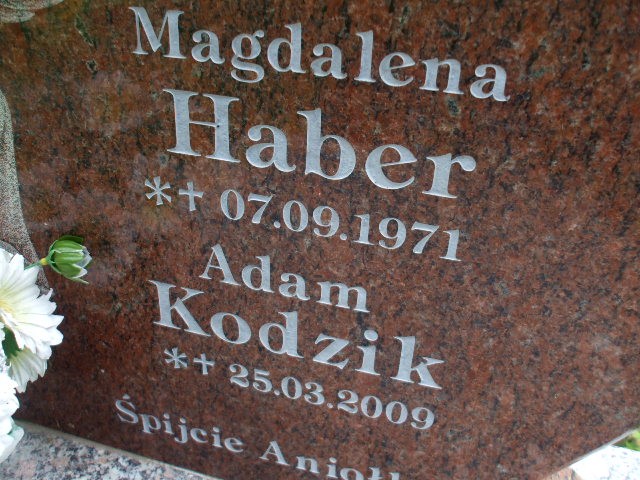 Magdalena
Haber
*+ 07.09.1971
Adam
Kodzik
*+ 25.03.2009
Śpijcie